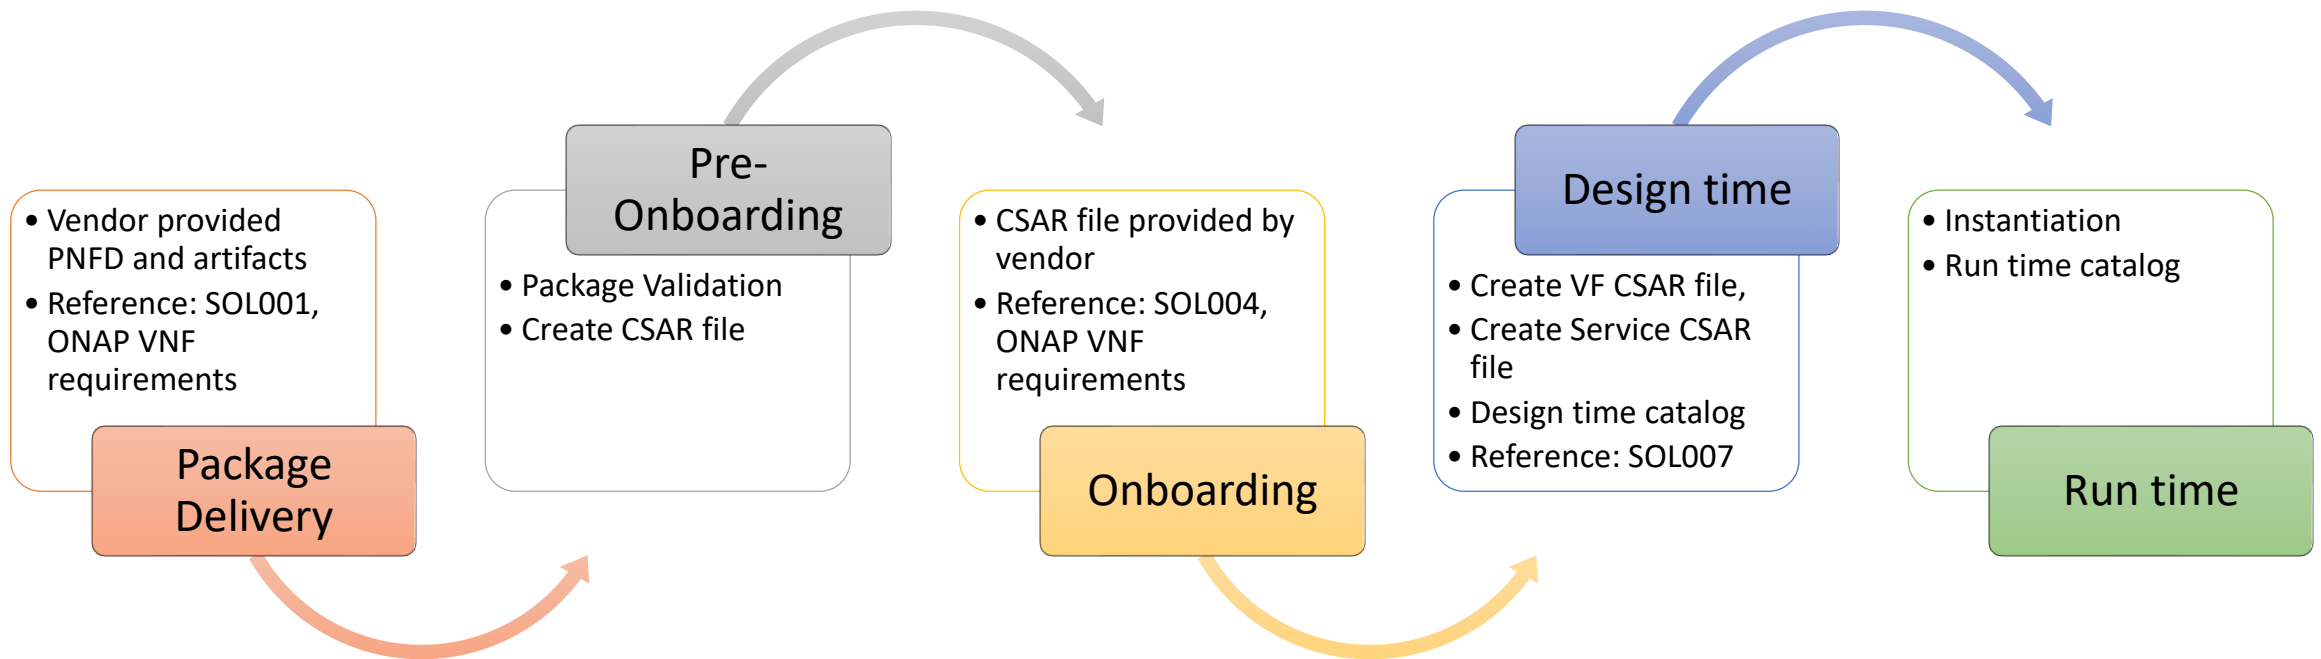 • Vendor provided
PNFD and artifacts
• Reference: SOL001,
ONAP VNF
requirements
Package
Delivery
Pre-
Onboarding
• Package Validation
• Create CSAR file
• CSAR file provided by
vendor
• Reference: SOL004,
ONAP VNF
requirements
Onboarding
Design time
• Create VF CSAR file,
• Create Service CSAR
file
• Design time catalog
• Reference: SOL007
• Instantiation
• Run time catalog
Run time